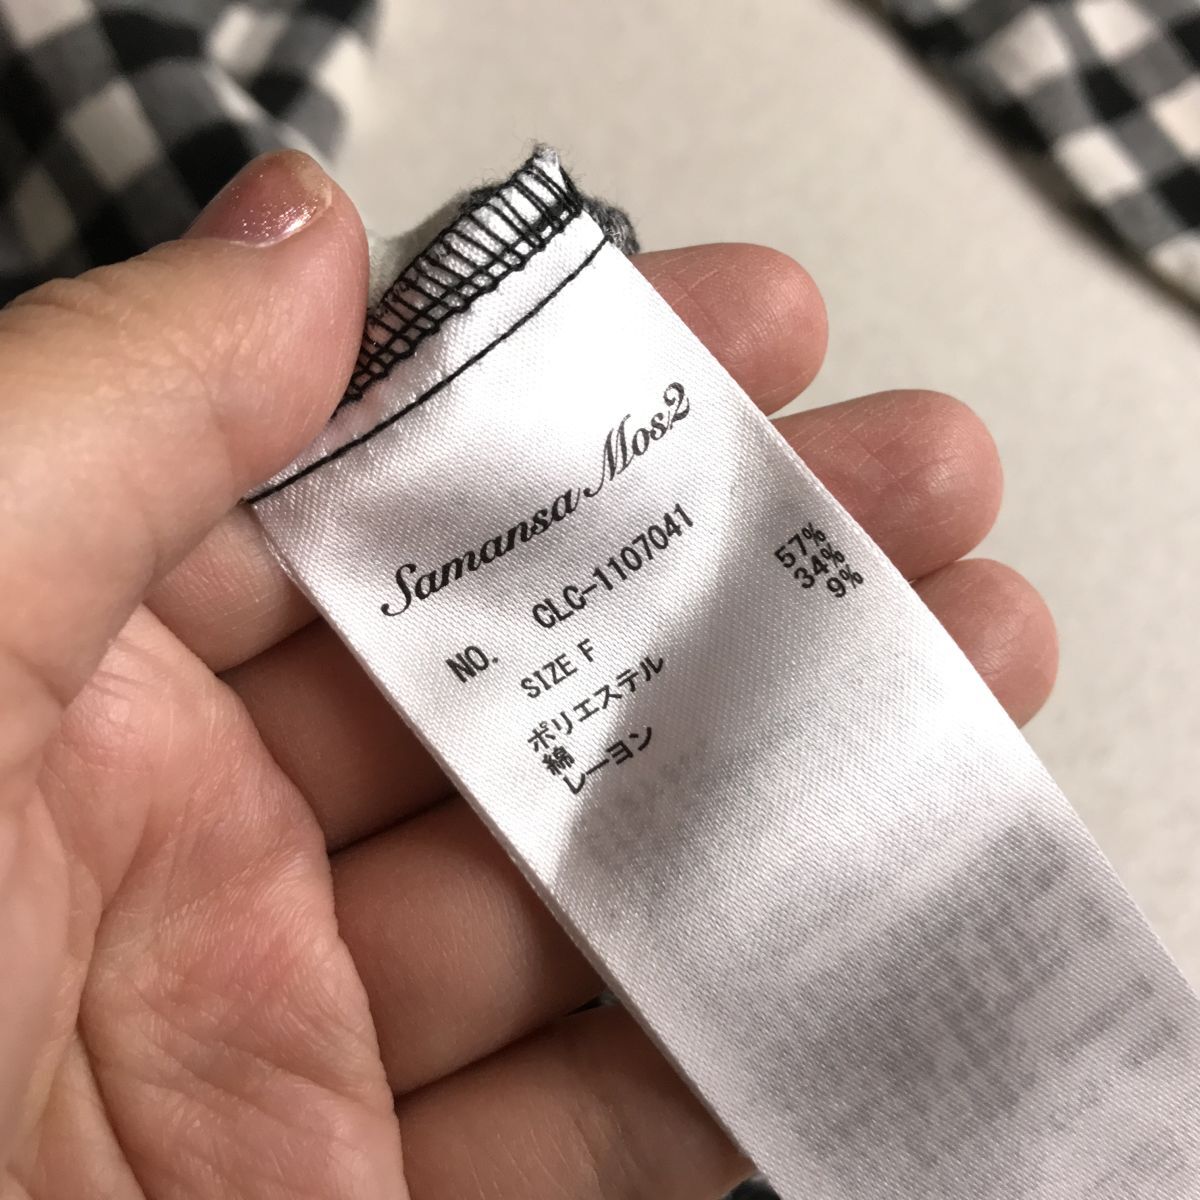 Samansa Mos2
NO. CLC-1107041
SIZE F
ポリエステル 57%
綿 34%
レーヨン 9%